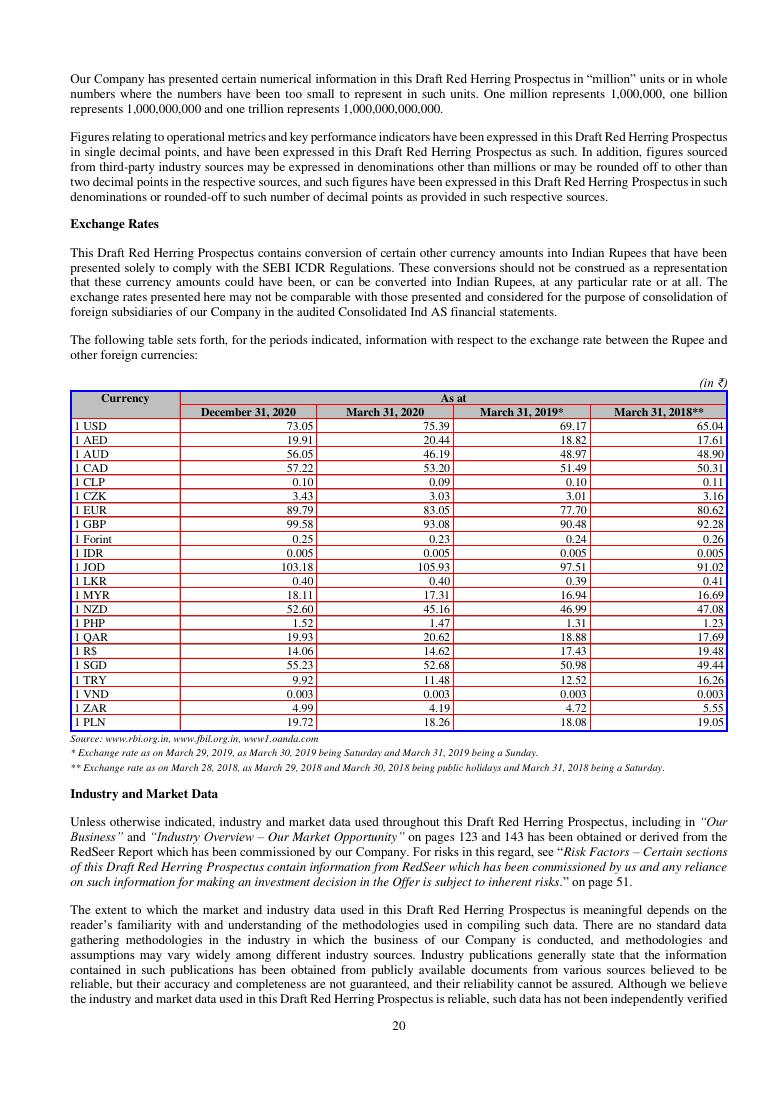 Our Company has presented certain numerical information in this Draft Red Herring Prospectus in “million” units or in whole
numbers where the numbers have been too small to represent in such units. One million represents 1,000,000, one billion
represents 1,000,000,000 and one trillion represents 1,000,000,000,000.
Figures relating to operational metrics and key performance indicators have been expressed in this Draft Red Herring Prospectus
in single decimal points, and have been expressed in this Draft Red Herring Prospectus as such. In addition, figures sourced
from third-party industry sources may be expressed in denominations other than millions or may be rounded off to other than
two decimal points in the respective sources, and such figures have been expressed in this Draft Red Herring Prospectus in such
denominations or rounded-off to such number of decimal points as provided in such respective sources.
Exchange Rates
This Draft Red Herring Prospectus contains conversion of certain other currency amounts into Indian Rupees that have been
presented solely to comply with the SEBI ICDR Regulations. These conversions should not be construed as a representation
that these currency amounts could have been, or can be converted into Indian Rupees, at any particular rate or at all. The
exchange rates presented here may not be comparable with those presented and considered for the purpose of consolidation of
foreign subsidiaries of our Company in the audited Consolidated Ind AS financial statements.
The following table sets forth, for the periods indicated, information with respect to the exchange rate between the Rupee and
other foreign currencies:
(in ₹)
Currency As at
December 31, 2020 March 31, 2020 March 31, 2019* March 31, 2018**
1 USD 73.05 75.39 69.17 65.04
1 AED 19.91 20.44 18.82 17.61
1 AUD 56.05 46.19 48.97 48.90
1 CAD 57.22 53.20 51.49 50.31
1 CLP 0.10 0.09 0.10 0.11
1 CZK 3.43 3.03 3.01 3.16
1 EUR 89.79 83.05 77.70 80.62
1 GBP 99.58 93.08 90.48 92.28
1 Forint 0.25 0.23 0.24 0.26
1 IDR 0.005 0.005 0.005 0.005
1 JOD 103.18 105.93 97.51 91.02
1 LKR 0.40 0.40 0.39 0.41
1 MYR 18.11 17.31 16.94 16.69
1 NZD 52.60 45.16 46.99 47.08
1 PHP 1.52 1.47 1.31 1.23
1 QAR 19.93 20.62 18.88 17.69
1 R$ 14.06 14.62 17.43 19.48
1 SGD 55.23 52.68 50.98 49.44
1 TRY 9.92 11.48 12.52 16.26
1 VND 0.003 0.003 0.003 0.003
1 ZAR 4.99 4.19 4.72 5.55
1 PLN 19.72 18.26 18.08 19.05
Source: www.rbi.org.in, www.fbil.org.in, www1.oanda.com
* Exchange rate as on March 29, 2019, as March 30, 2019 being Saturday and March 31, 2019 being a Sunday.
** Exchange rate as on March 28, 2018, as March 29, 2018 and March 30, 2018 being public holidays and March 31, 2018 being a Saturday.
Industry and Market Data
Unless otherwise indicated, industry and market data used throughout this Draft Red Herring Prospectus, including in “Our
Business” and “Industry Overview – Our Market Opportunity” on pages 123 and 143 has been obtained or derived from the
RedSeer Report which has been commissioned by our Company. For risks in this regard, see “Risk Factors – Certain sections
of this Draft Red Herring Prospectus contain information from RedSeer which has been commissioned by us and any reliance
on such information for making an investment decision in the Offer is subject to inherent risks.” on page 51.
The extent to which the market and industry data used in this Draft Red Herring Prospectus is meaningful depends on the
reader’s familiarity with and understanding of the methodologies used in compiling such data. There are no standard data
gathering methodologies in the industry in which the business of our Company is conducted, and methodologies and
assumptions may vary widely among different industry sources. Industry publications generally state that the information
contained in such publications has been obtained from publicly available documents from various sources believed to be
reliable, but their accuracy and completeness are not guaranteed, and their reliability cannot be assured. Although we believe
the industry and market data used in this Draft Red Herring Prospectus is reliable, such data has not been independently verified
20